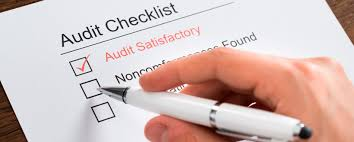 Audit Checklist
Audit Satisfactory
Nonconformances Found